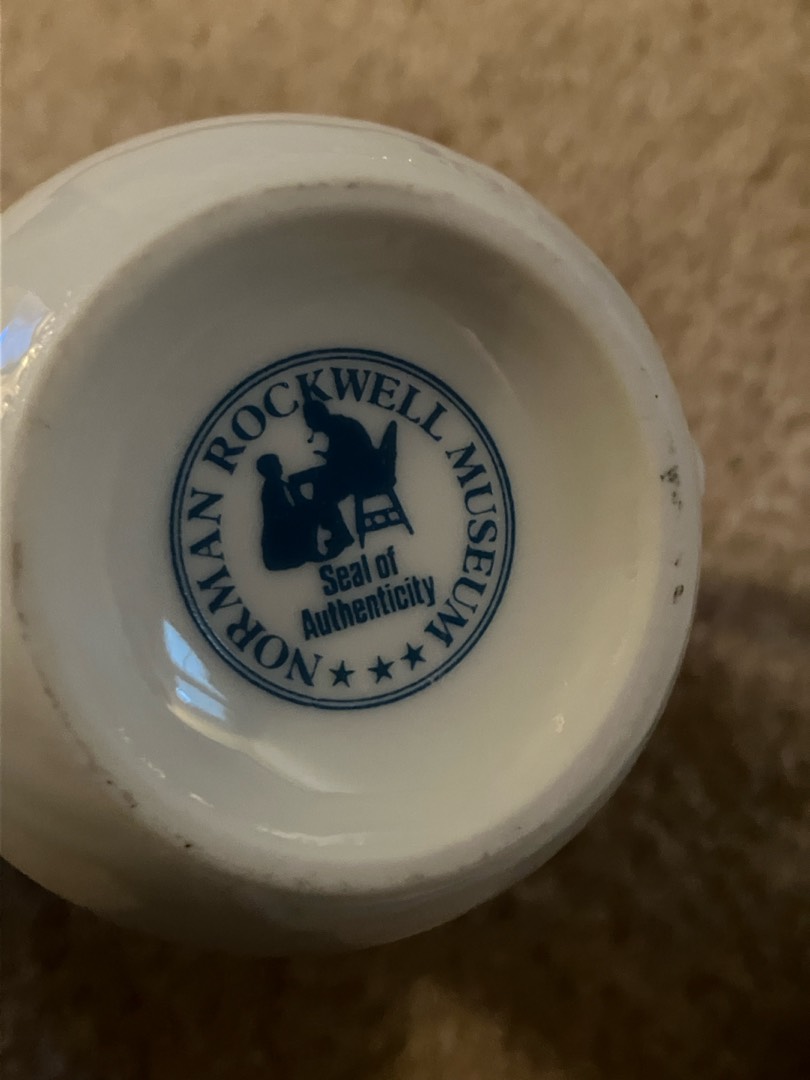 NORMAN ROCKWELL MUSEUM
Seal of
Authenticity